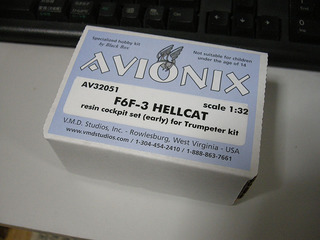 Specialized hobby kit
by Black Box
Not suitable for children
under the age of 14
AVIONIX
AV32051
scale 1:32
F6F-3 HELLCAT
resin cockpit set (early) for Trumpeter kit
V.M.D. Studios, Inc. - Rowlesburg, West Virginia - USA
www.vmdstudios.com / 1-304-454-2410 / 1-888-863-7661